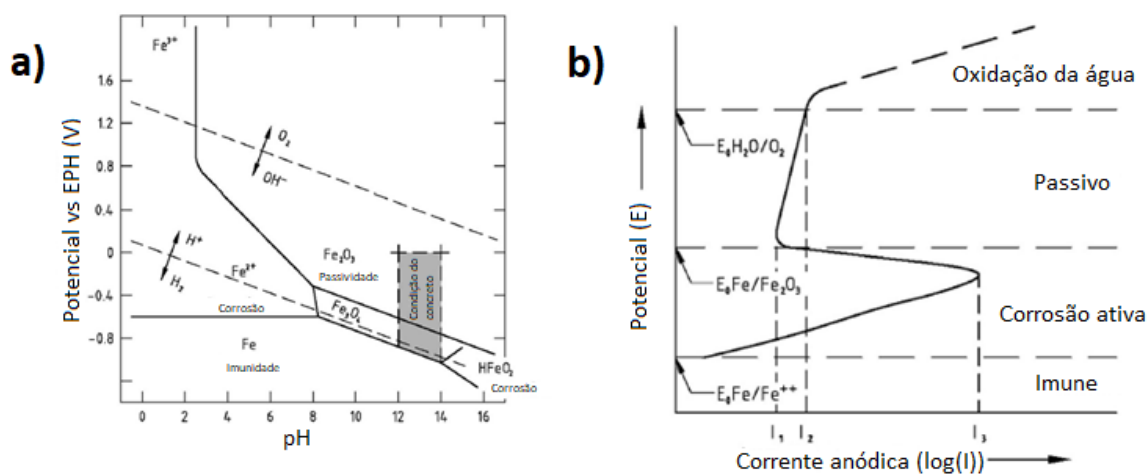 a)
Potencial vs EPH (V)
1.6
1.2
0.8
0.4
0
−0.4
−0.8
Fe³⁺
O₂
OH⁻
H⁺
H₂
Fe²⁺
Fe₂O₃
Passividade
Condição do
concreto
Corrosão
Fe₃O₄
Fe
Imunidade
HFeO₂
Corrosão
0 2 4 6 8 10 12 14 16
pH
b)
Potencial (E)
Oxidação da água
E₀H₂O/O₂
Passivo
E₀Fe/Fe₂O₃
Corrosão ativa
E₀Fe/Fe⁺⁺
Imune
I₁ I₂ I₃
Corrente anódica (log(I))